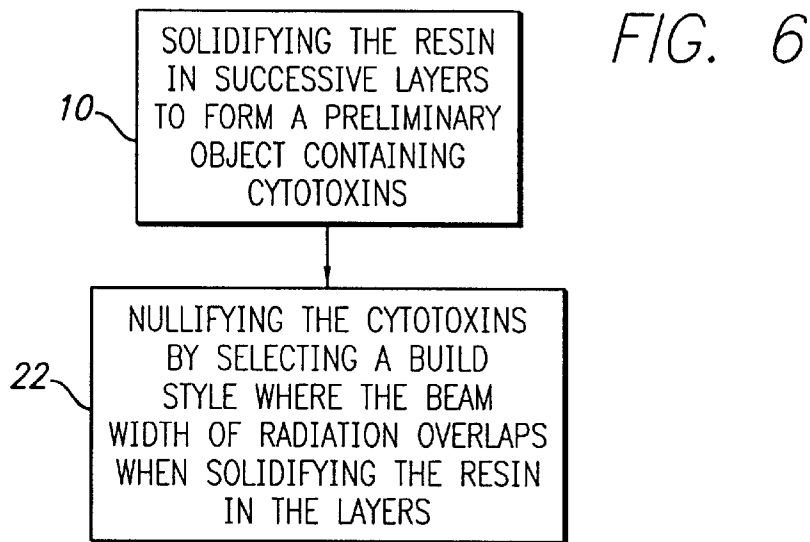 FIG. 6
10
SOLIDIFYING THE RESIN
IN SUCCESSIVE LAYERS
TO FORM A PRELIMINARY
OBJECT CONTAINING
CYTOTOXINS
22
NULLIFYING THE CYTOTOXINS
BY SELECTING A BUILD
STYLE WHERE THE BEAM
WIDTH OF RADIATION OVERLAPS
WHEN SOLIDIFYING THE RESIN
IN THE LAYERS